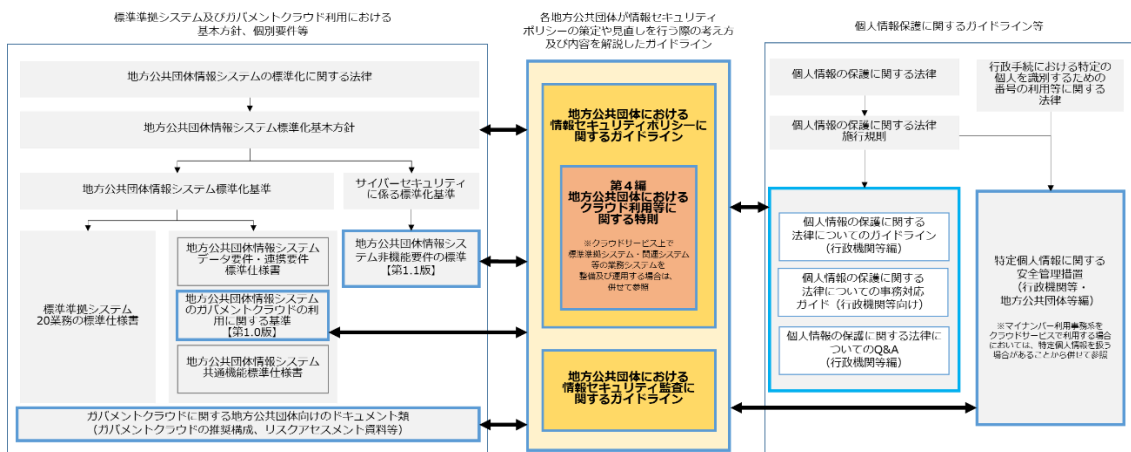 標準準拠システム及びガバメントクラウド利用における
基本方針、個別要件等
地方公共団体情報システムの標準化に関する法律
地方公共団体情報システム標準化基本方針
地方公共団体情報システム標準化基準
サイバーセキュリティ
に係る標準化基準
標準準拠システム
20業務の標準仕様書
地方公共団体情報システム
データ要件・連携要件
標準仕様書
地方公共団体情報システム
のガバメントクラウドの利
用に関する基準
【第1.0版】
地方公共団体情報システム
共通機能標準仕様書
地方公共団体情報シス
テム非機能要件の標準
【第1.1版】
ガバメントクラウドに関する地方公共団体向けのドキュメント類
（ガバメントクラウドの推奨構成、リスクアセスメント資料等）
各地方公共団体が情報セキュリティ
ポリシーの策定や見直しを行う際の考え方
及び内容を解説したガイドライン
地方公共団体における
情報セキュリティポリシーに
関するガイドライン
第４編
地方公共団体における
クラウド利用等に
関する特則
※クラウドサービス上で
標準準拠システム・関連システム
等の業務システムを
整備及び運用する場合は、
併せて参照
地方公共団体における
情報セキュリティ監査に
関するガイドライン
個人情報保護に関するガイドライン等
個人情報の保護に関する法律
個人情報の保護に関する法律
施行規則
行政手続における特定の
個人を識別するための
番号の利用等に関する
法律
個人情報の保護に関する
法律についてのガイドライン
（行政機関等編）
個人情報の保護に関する
法律についての事務対応
ガイド（行政機関等向け）
個人情報の保護に関する法律に
ついてのQ&A
（行政機関等編）
特定個人情報に関する
安全管理措置
（行政機関等・
地方公共団体等編）
※マイナンバー利用事務系を
クラウドサービスで利用する場合
においては、特定個人情報を扱う
場合があることから併せて参照